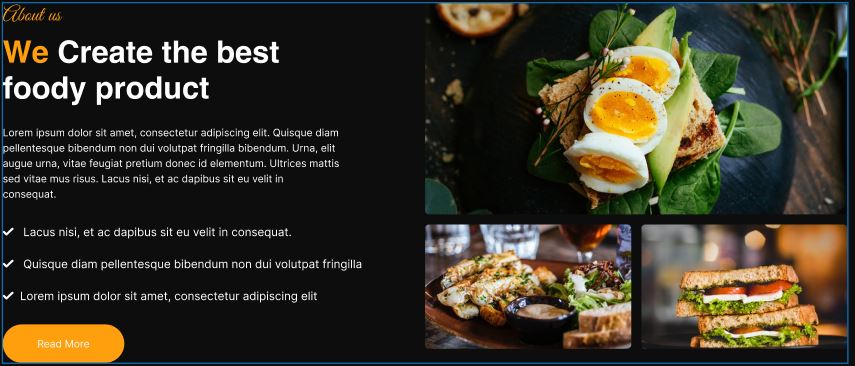 About us
We Create the best
foody product
Lorem ipsum dolor sit amet, consectetur adipiscing elit. Quisque diam
pellentesque bibendum non dui volutpat fringilla bibendum. Urna, elit
augue urna, vitae feugiat pretium donec id elementum. Ultrices mattis
sed vitae mus risus. Lacus nisi, et ac dapibus sit eu velit in
consequat.
Lacus nisi, et ac dapibus sit eu velit in consequat.
Quisque diam pellentesque bibendum non dui volutpat fringilla
Lorem ipsum dolor sit amet, consectetur adipiscing elit
Read More